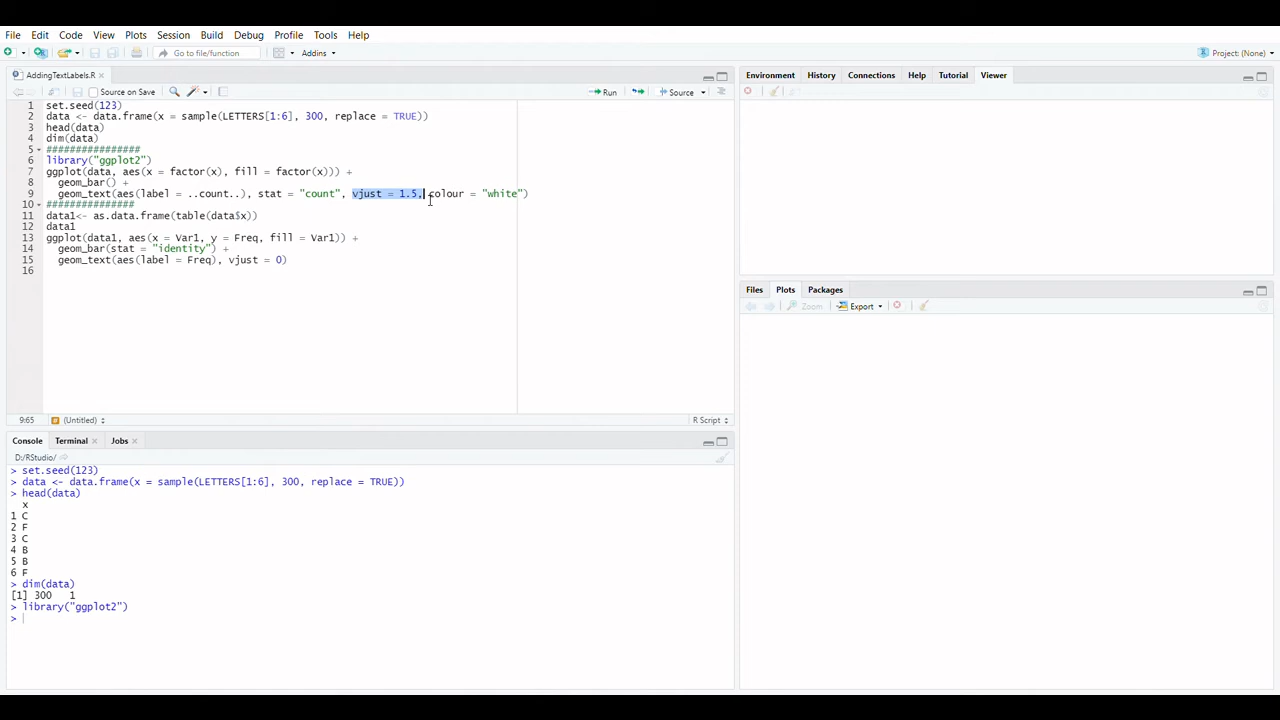 File Edit Code View Plots Session Build Debug Profile Tools Help
Go to file/function Addins Project: (None)
AddingTextLabels.R
Source on Save Run Source
1 set.seed(123)
2 data <- data.frame(x = sample(LETTERS[1:6], 300, replace = TRUE))
3 head(data)
4 dim(data)
5 ################
6 library("ggplot2")
7 ggplot(data, aes(x = factor(x), fill = factor(x))) +
8 geom_bar() +
9 geom_text(aes(label = ..count..), stat = "count", vjust = 1.5, colour = "white")
10 ###############
11 data1<- as.data.frame(table(data$x))
12 data1
13 ggplot(data1, aes(x = Var1, y = Freq, fill = Var1)) +
14 geom_bar(stat = "identity") +
15 geom_text(aes(label = Freq), vjust = 0)
16
9:65 (Untitled) R Script
Console Terminal Jobs
D:/RStudio/
> set.seed(123)
> data <- data.frame(x = sample(LETTERS[1:6], 300, replace = TRUE))
> head(data)
x
1 C
2 F
3 C
4 B
5 B
6 F
> dim(data)
[1] 300 1
> library("ggplot2")
>
Environment History Connections Help Tutorial Viewer
Files Plots Packages
Zoom Export